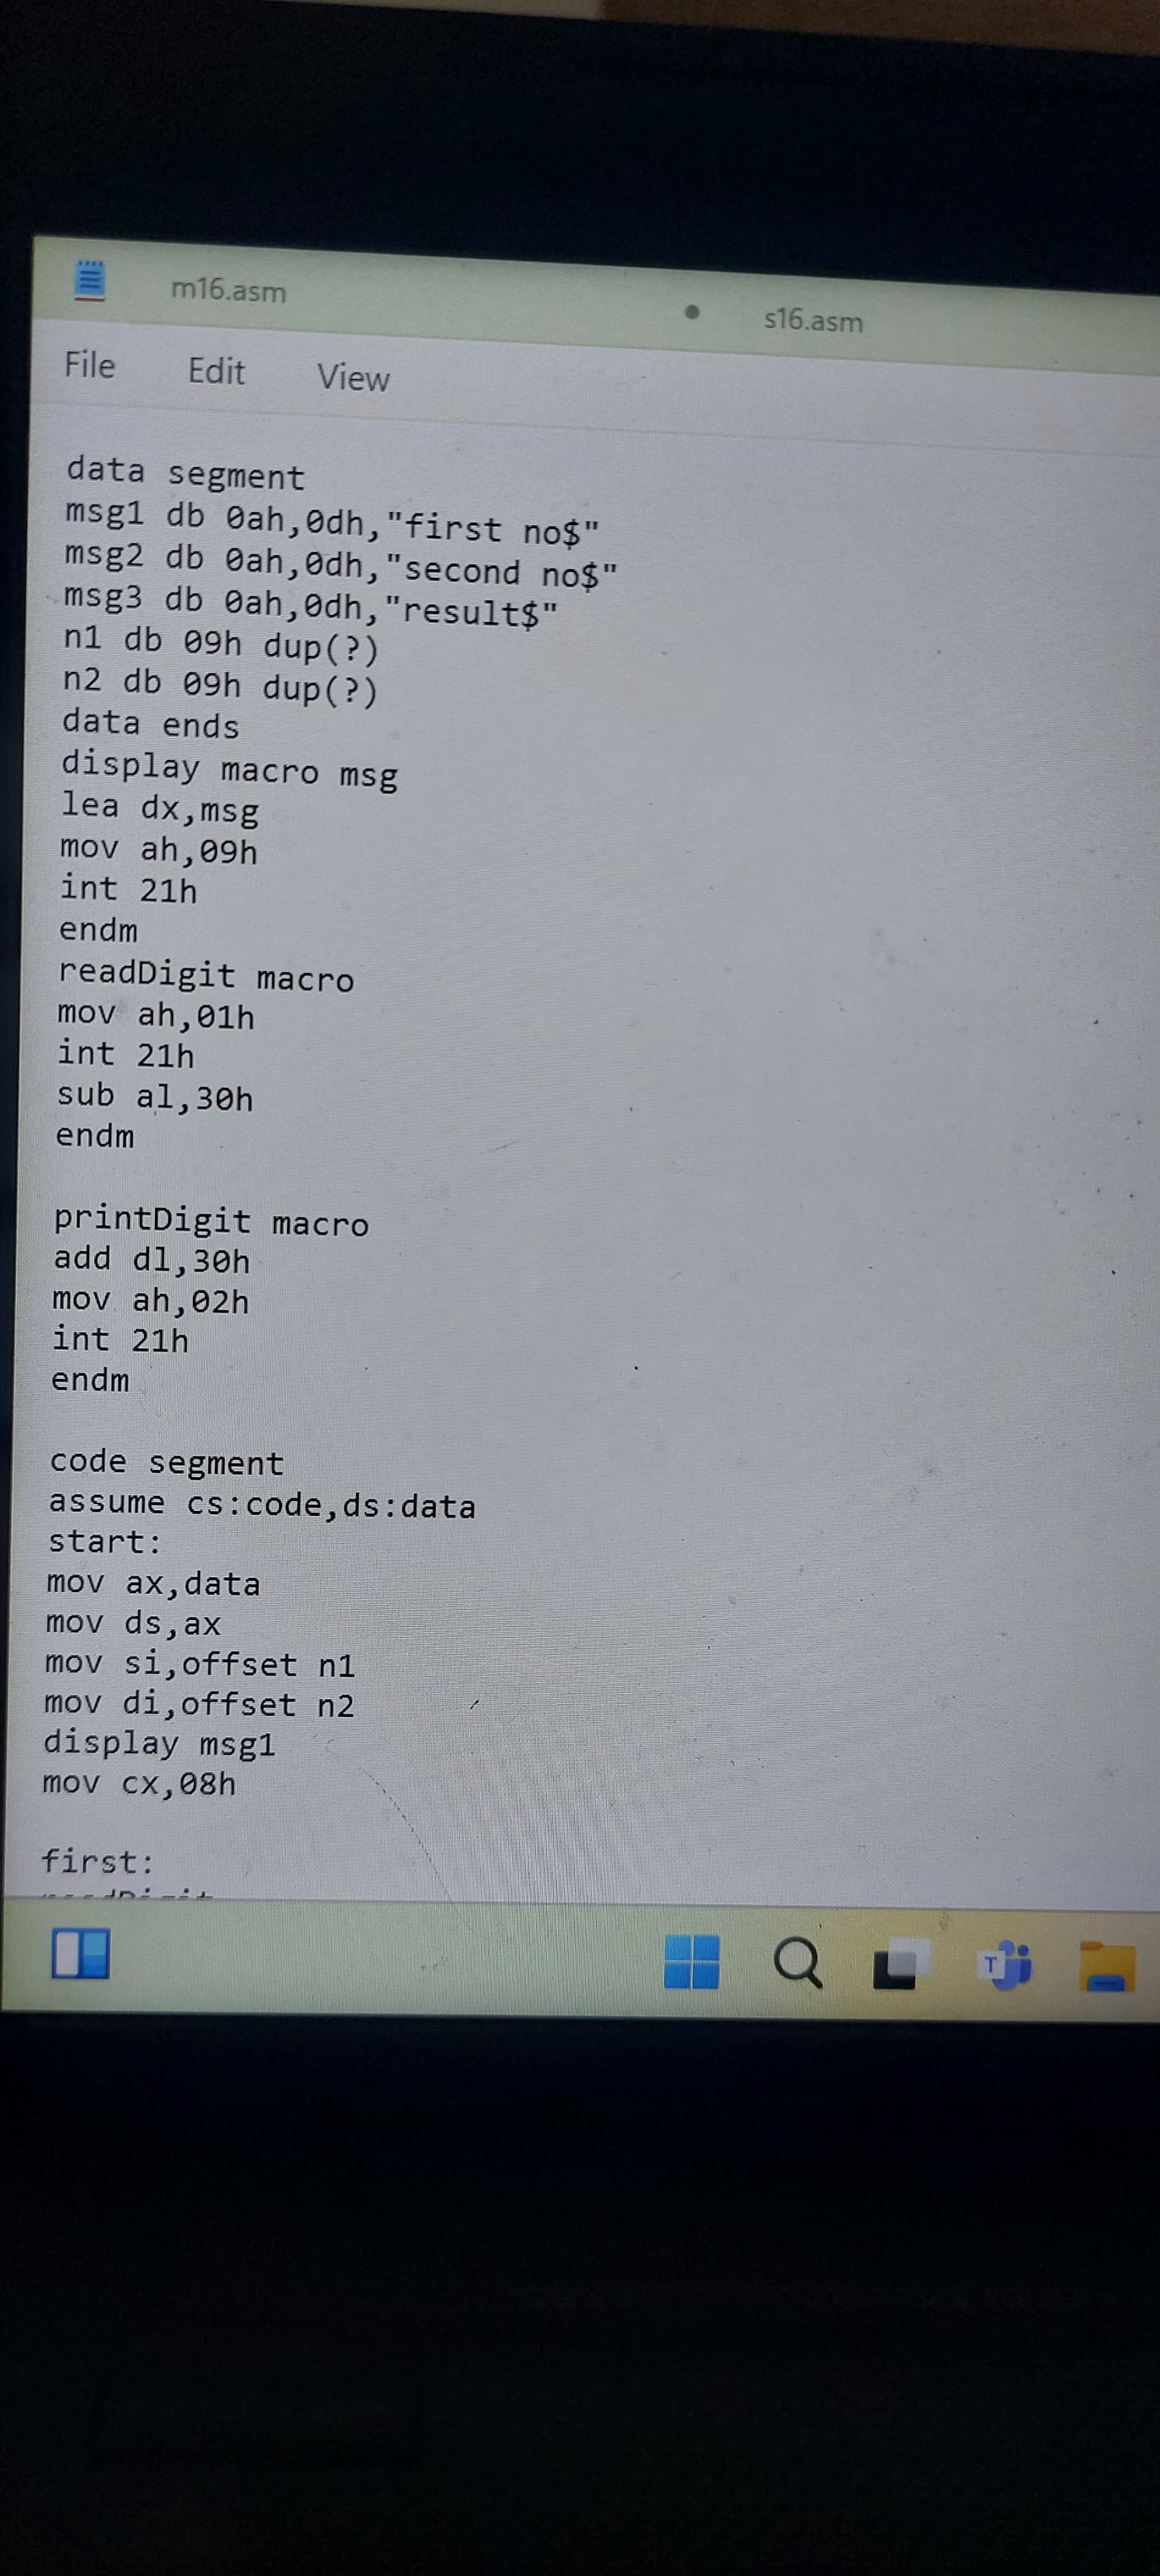 m16.asm
s16.asm
File Edit View
data segment
msg1 db 0ah,0dh,"first no$"
msg2 db 0ah,0dh,"second no$"
msg3 db 0ah,0dh,"result$"
n1 db 09h dup(?)
n2 db 09h dup(?)
data ends
display macro msg
lea dx,msg
mov ah,09h
int 21h
endm
readDigit macro
mov ah,01h
int 21h
sub al,30h
endm
printDigit macro
add dl,30h
mov ah,02h
int 21h
endm
code segment
assume cs:code,ds:data
start:
mov ax,data
mov ds,ax
mov si,offset n1
mov di,offset n2
display msg1
mov cx,08h
first:
T